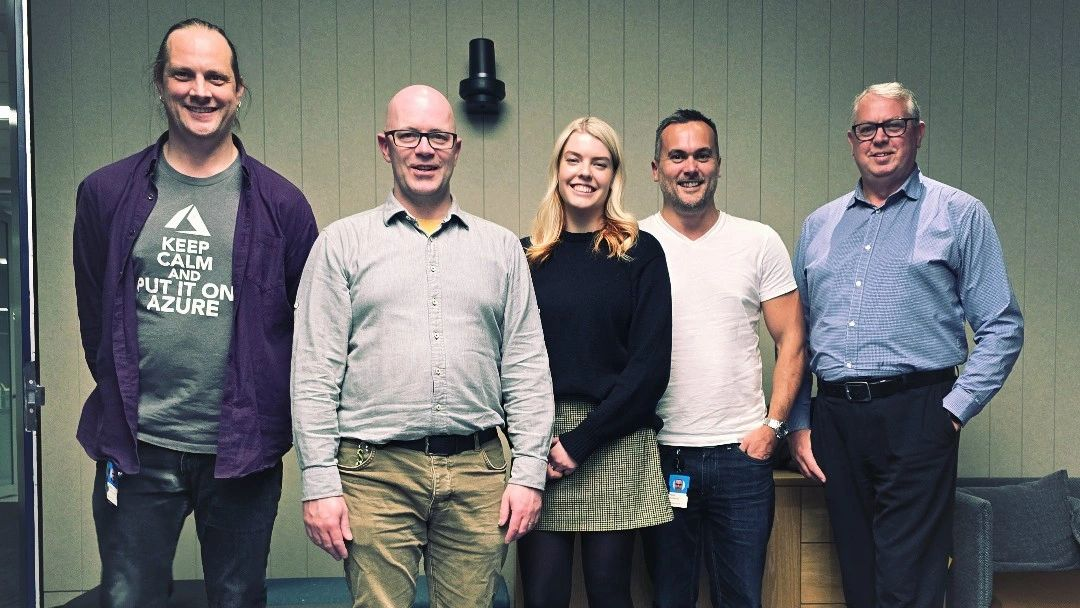 KEEP
CALM
AND
PUT IT ON
AZURE